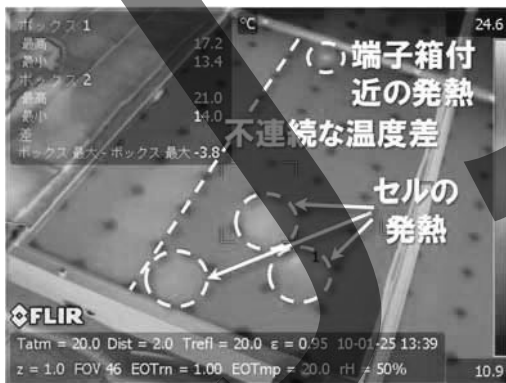 ボックス 1
最高 17.2
最小 13.4
ボックス 2
最高 21.0
最小 14.0
差
ボックス 最大 - ボックス 最大 -3.8
℃
24.6
端子箱付
近の発熱
不連続な温度差
セルの
発熱
1
FLIR
Tatm = 20.0 Dist = 2.0 Trefl = 20.0 ε = 0.95 10-01-25 13:39
z = 1.0 FOV 46 EOTrn = 1.00 EOTmp = 20.0 rH = 50%
10.9